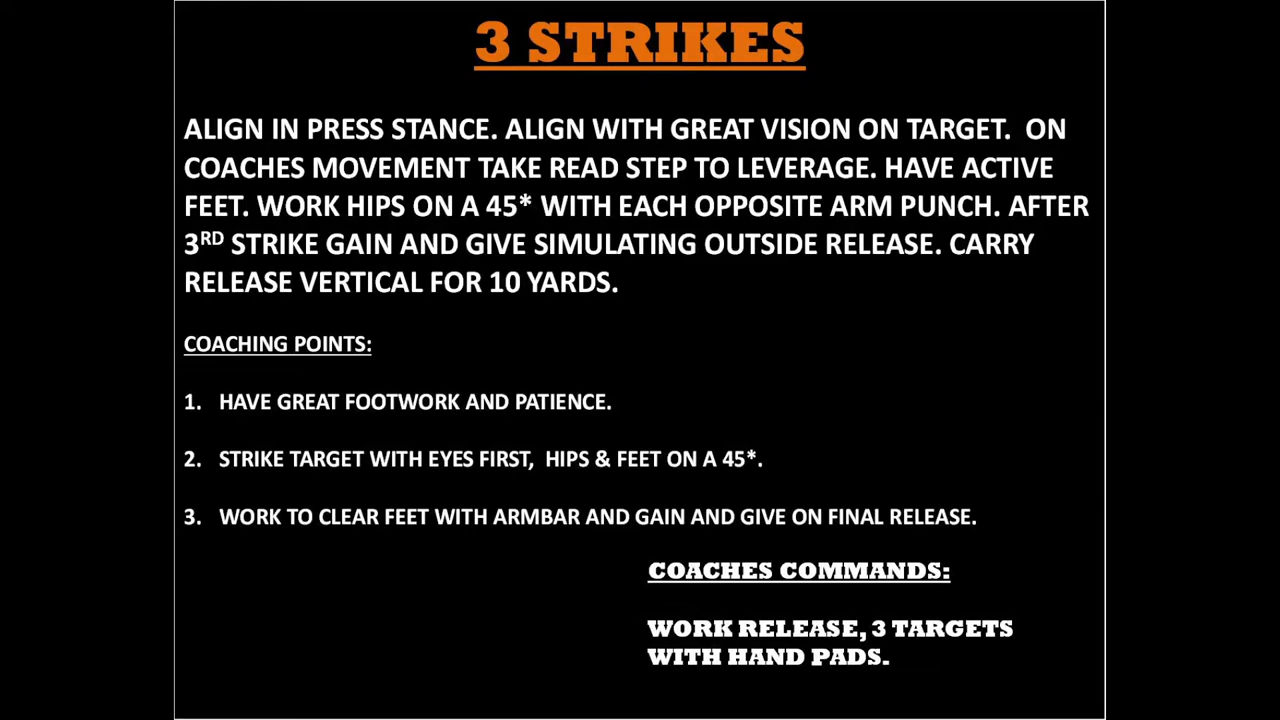 3 STRIKES
ALIGN IN PRESS STANCE. ALIGN WITH GREAT VISION ON TARGET.  ON
COACHES MOVEMENT TAKE READ STEP TO LEVERAGE. HAVE ACTIVE
FEET. WORK HIPS ON A 45* WITH EACH OPPOSITE ARM PUNCH. AFTER
3RD STRIKE GAIN AND GIVE SIMULATING OUTSIDE RELEASE. CARRY
RELEASE VERTICAL FOR 10 YARDS.
COACHING POINTS:
1. HAVE GREAT FOOTWORK AND PATIENCE.
2. STRIKE TARGET WITH EYES FIRST,  HIPS & FEET ON A 45*.
3. WORK TO CLEAR FEET WITH ARMBAR AND GAIN AND GIVE ON FINAL RELEASE.
COACHES COMMANDS:
WORK RELEASE, 3 TARGETS
WITH HAND PADS.